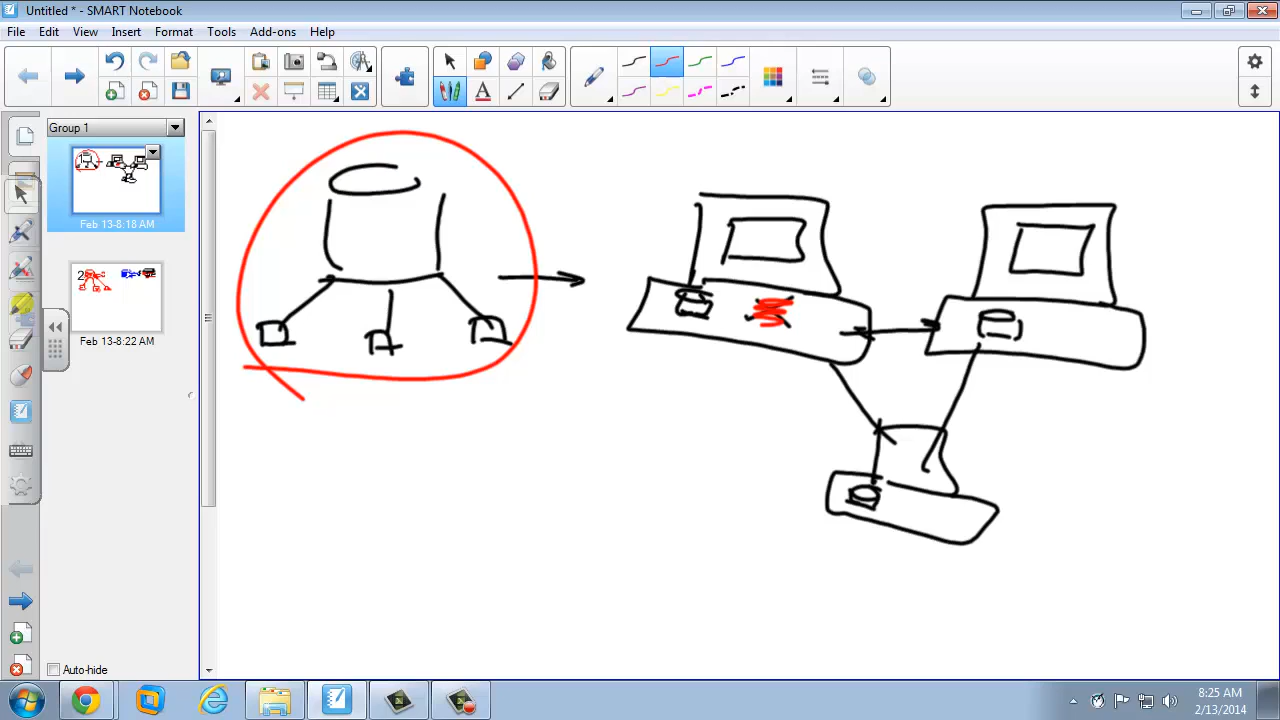 Untitled * - SMART Notebook
File Edit View Insert Format Tools Add-ons Help
Group 1
Feb 13-8:18 AM
2
Feb 13-8:22 AM
Auto-hide
8:25 AM
2/13/2014